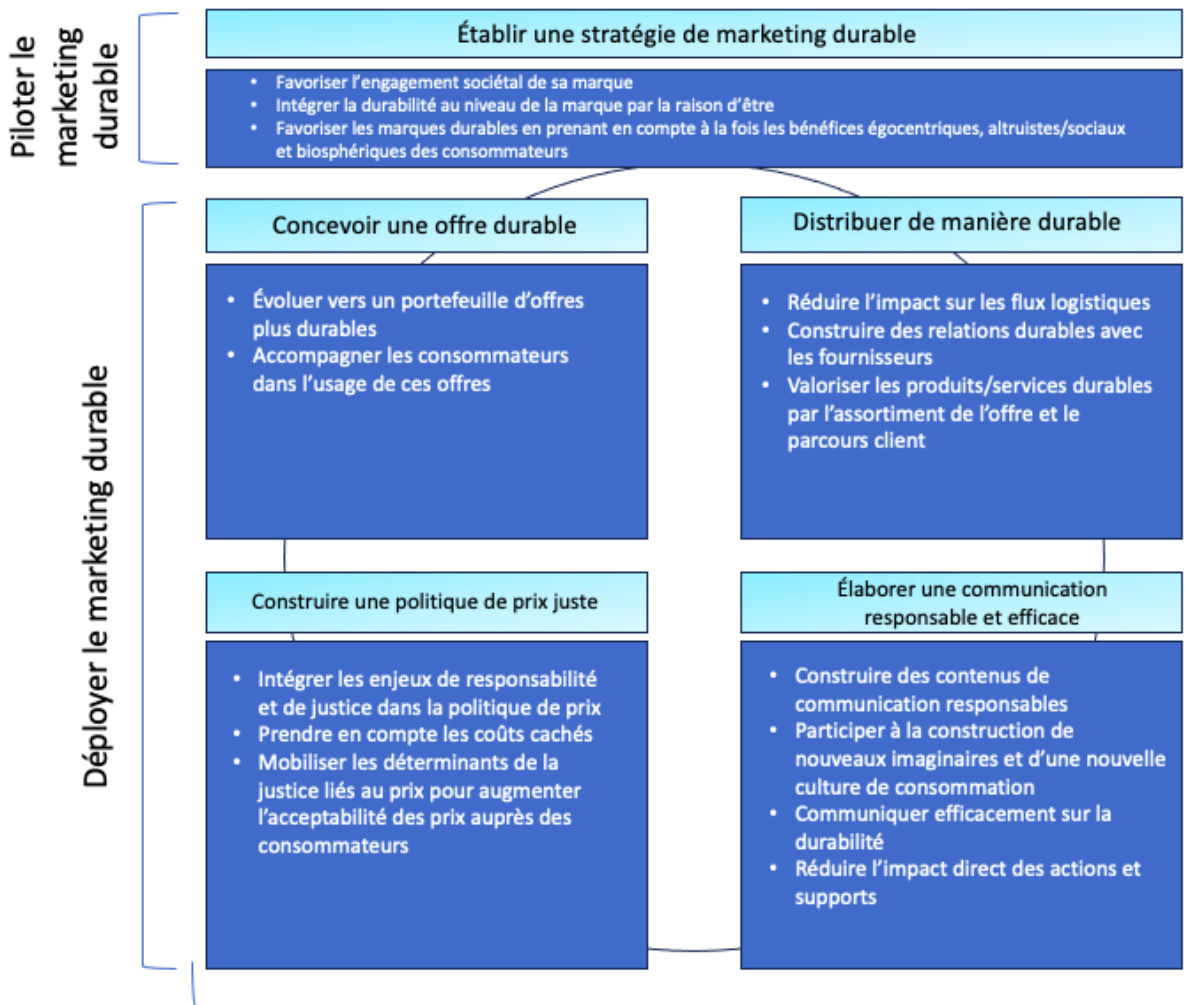 Piloter le
marketing
durable
Établir une stratégie de marketing durable
• Favoriser l'engagement sociétal de sa marque
• Intégrer la durabilité au niveau de la marque par la raison d'être
• Favoriser les marques durables en prenant en compte à la fois les bénéfices égocentriques, altruistes/sociaux
et biosphériques des consommateurs
Déployer le marketing durable
Concevoir une offre durable
• Évoluer vers un portefeuille d'offres
plus durables
• Accompagner les consommateurs
dans l'usage de ces offres
Distribuer de manière durable
• Réduire l'impact sur les flux logistiques
• Construire des relations durables avec
les fournisseurs
• Valoriser les produits/services durables
par l'assortiment de l'offre et le
parcours client
Construire une politique de prix juste
• Intégrer les enjeux de responsabilité
et de justice dans la politique de prix
• Prendre en compte les coûts cachés
• Mobiliser les déterminants de la
justice liés au prix pour augmenter
l'acceptabilité des prix auprès des
consommateurs
Élaborer une communication
responsable et efficace
• Construire des contenus de
communication responsables
• Participer à la construction de
nouveaux imaginaires et d'une nouvelle
culture de consommation
• Communiquer efficacement sur la
durabilité
• Réduire l'impact direct des actions et
supports